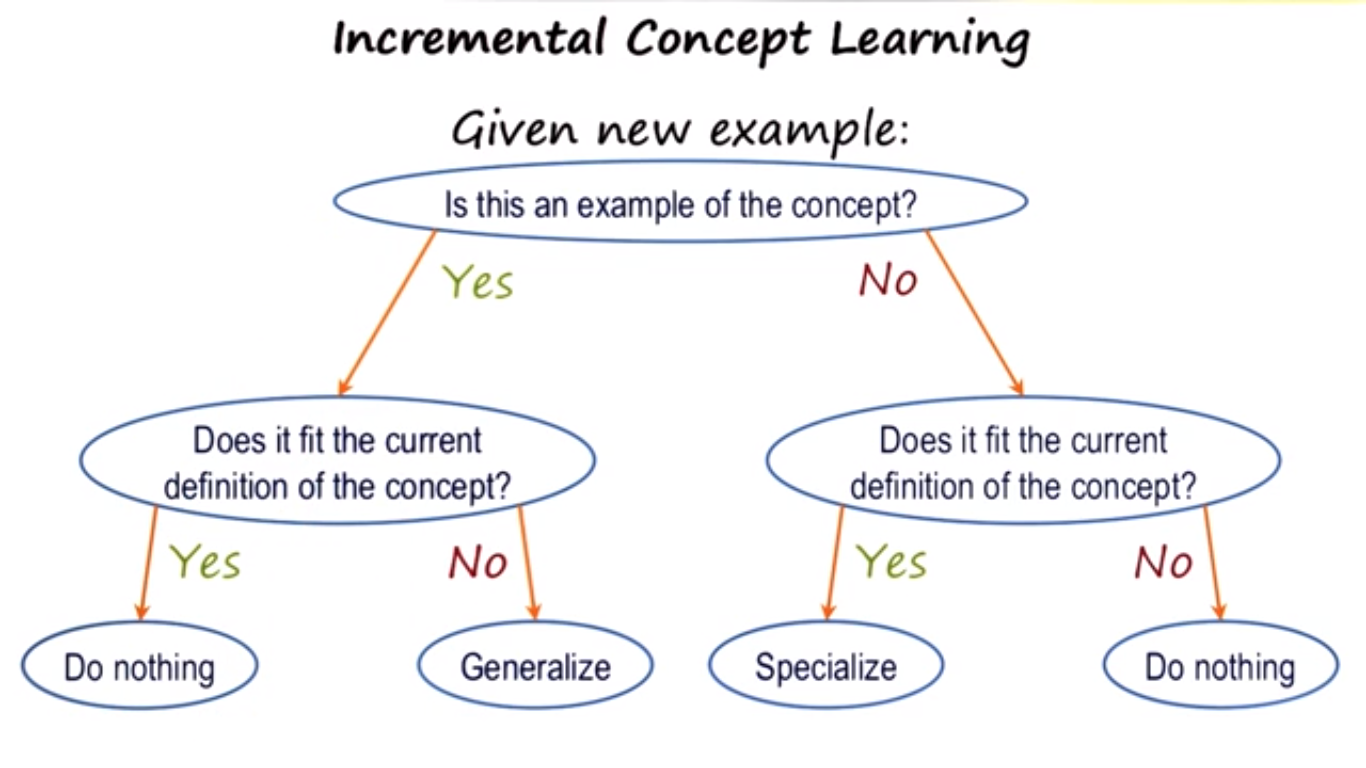 Incremental Concept Learning
Given new example:
Is this an example of the concept?
Yes
No
Does it fit the current
definition of the concept?
Does it fit the current
definition of the concept?
Yes
No
Yes
No
Do nothing
Generalize
Specialize
Do nothing